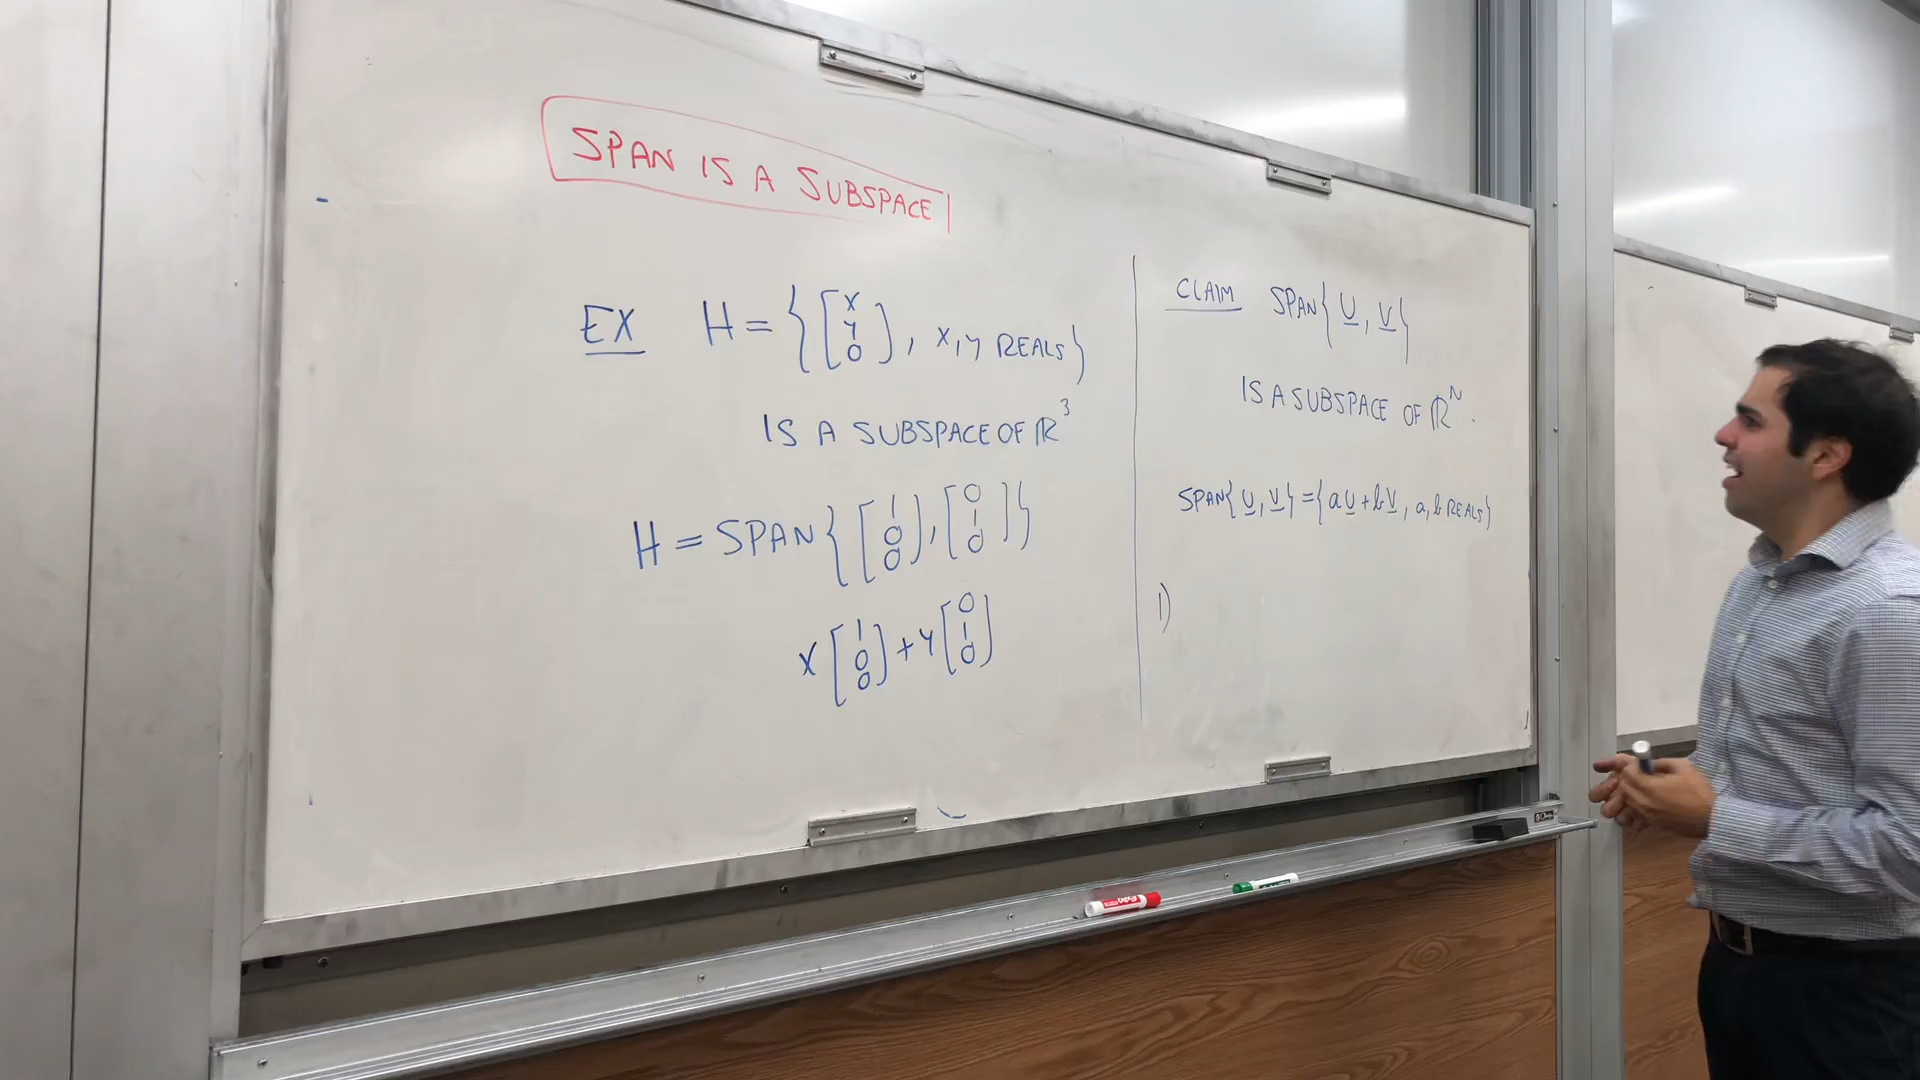 SPAN IS A SUBSPACE
EX H = { [ x y 0 ], x, y REALS }
IS A SUBSPACE OF ℝ³
H = SPAN { [ 1 0 0 ], [ 0 1 0 ] }
x [ 1 0 0 ] + y [ 0 1 0 ]
CLAIM SPAN { U, V }
IS A SUBSPACE OF ℝᴺ.
SPAN { U, V } = { aU + bV, a, b REALS }
1)